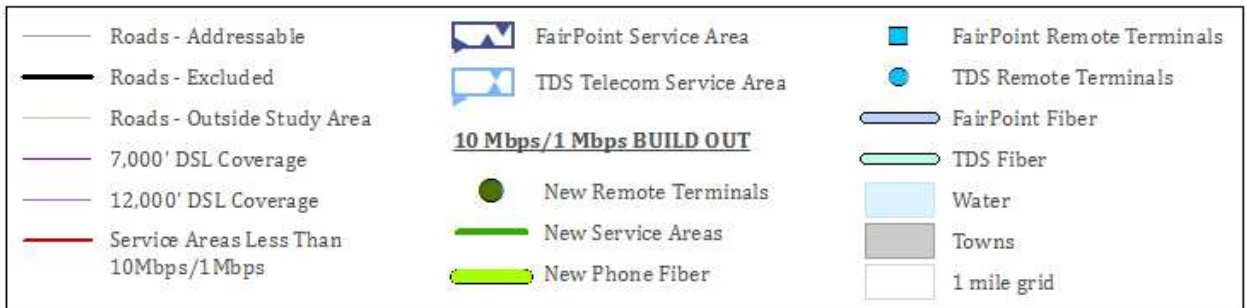 Roads - Addressable
Roads - Excluded
Roads - Outside Study Area
7,000' DSL Coverage
12,000' DSL Coverage
Service Areas Less Than
10Mbps/1Mbps
FairPoint Service Area
TDS Telecom Service Area
10 Mbps/1 Mbps BUILD OUT
New Remote Terminals
New Service Areas
New Phone Fiber
FairPoint Remote Terminals
TDS Remote Terminals
FairPoint Fiber
TDS Fiber
Water
Towns
1 mile grid